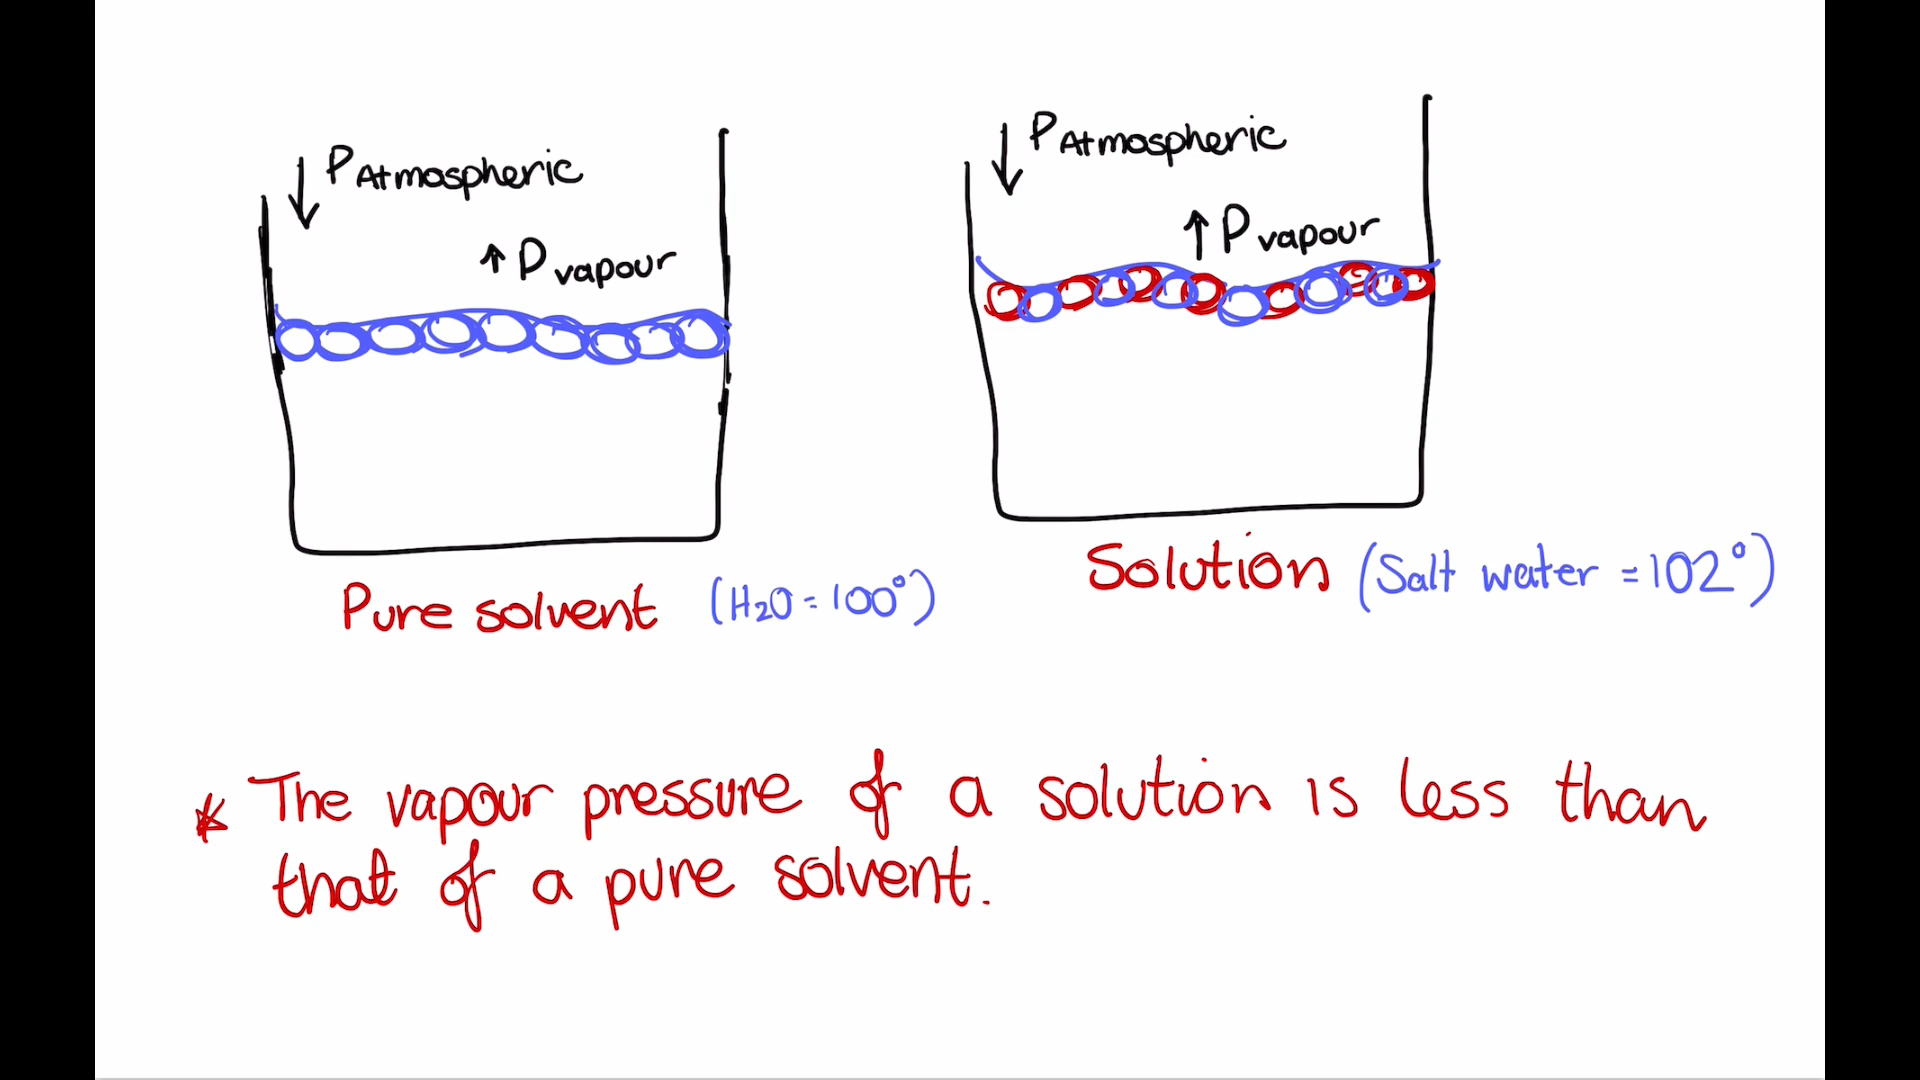 ↓ P Atmospheric
↑ P vapour
Pure solvent (H2O = 100°)
↓ P Atmospheric
↑ P vapour
Solution (Salt water = 102°)
* The vapour pressure of a solution is less than
that of a pure solvent.